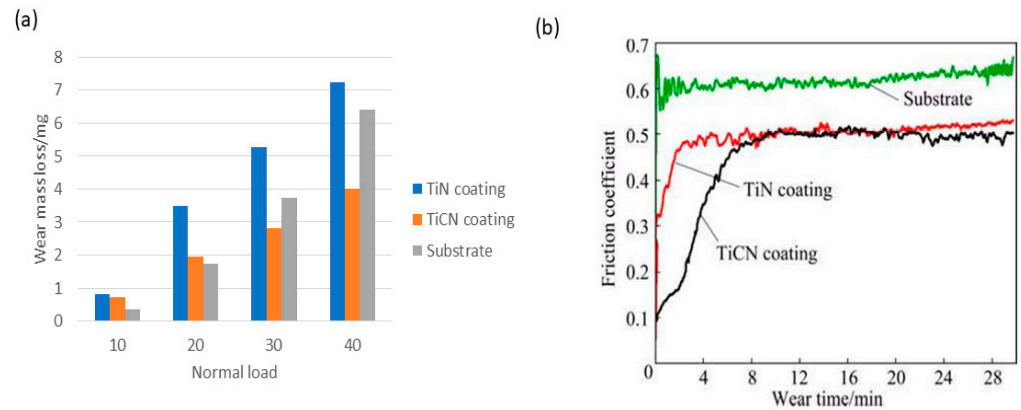 (a)
8
7
6
5
4
3
2
1
0
Wear mass loss/mg
10 20 30 40
Normal load
TiN coating
TiCN coating
Substrate
(b)
0.7
0.6
0.5
0.4
0.3
0.2
0.1
Friction coefficient
Substrate
TiN coating
TiCN coating
0 4 8 12 16 20 24 28
Wear time/min